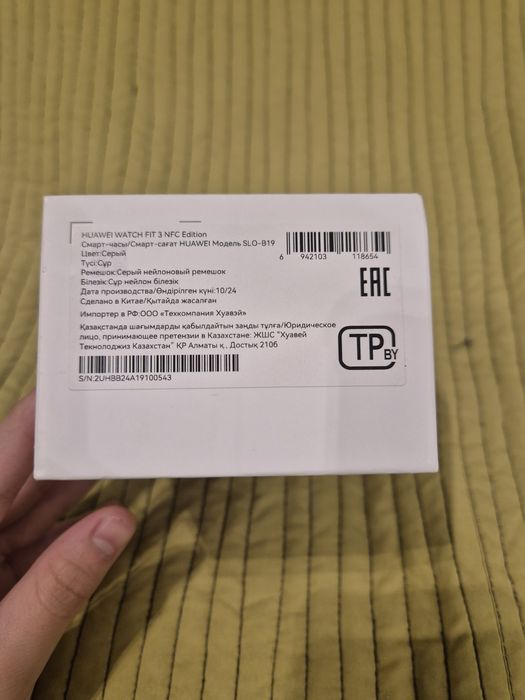 HUAWEI WATCH FIT 3 NFC Edition
Смарт-часы/Смарт-сағат HUAWEI Модель SLO-B19
Цвет:Серый
Түсі:Сұр
Ремешок:Серый нейлоновый ремешок
Білезік:Сұр нейлон білезік
Дата производства/Өндірілген күні:10/24
Сделано в Китае/Қытайда жасалған
Импортер в РФ:ООО «Техкомпания Хуавэй»
Қазақстанда шағымдарды қабылдайтын заңды тұлға/Юридическое
лицо, принимающее претензии в Казахстане: ЖШС "Хуавей
Текнолоджиз Казахстан" ҚР Алматы қ., Достық 210б
S/N:2UHBB24A19100543
6 942103 118654
EAC
TP BY